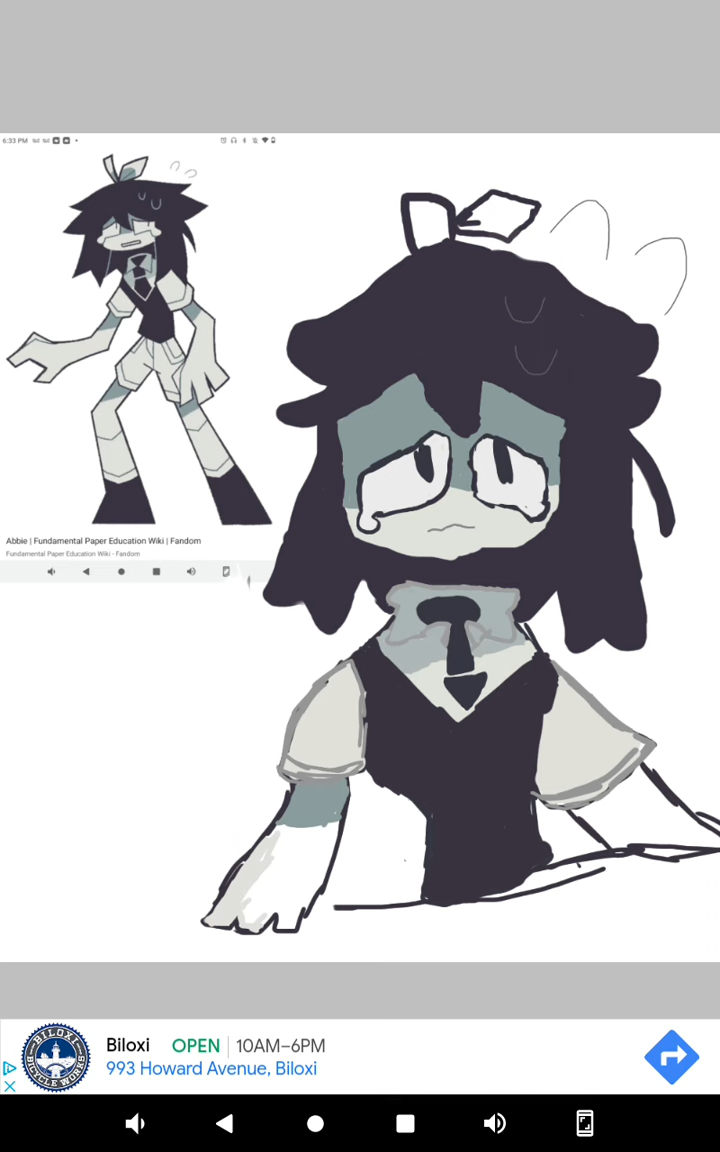 6:33 PM
Abbie | Fundamental Paper Education Wiki | Fandom
Fundamental Paper Education Wiki - Fandom
BILOXI
BICYCLE WORKS
Biloxi OPEN 10AM–6PM
993 Howard Avenue, Biloxi